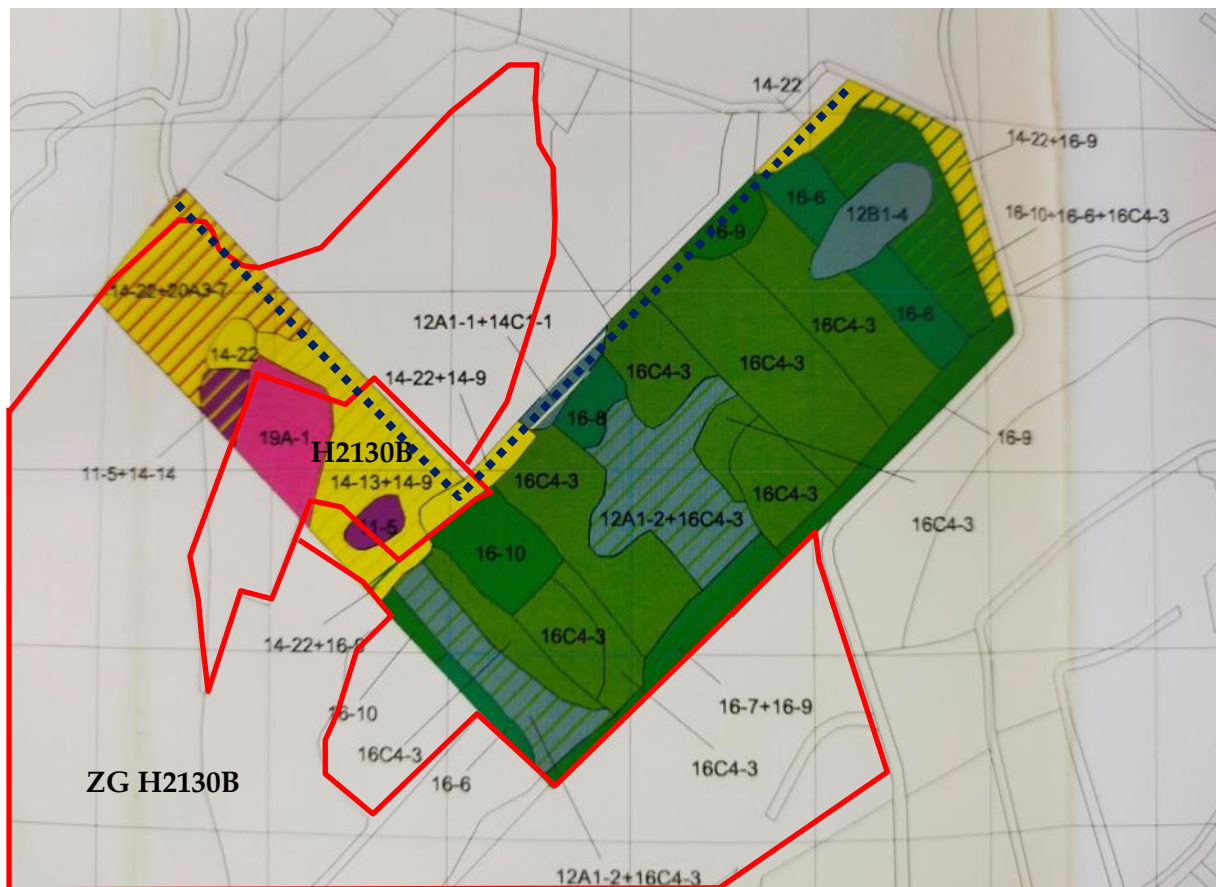 14-22
14-22+16-9
16-6
12B1-4
16-10+16-6+16C4-3
16-9
14-22+20A3-7
12A1-1+14C1-1
16C4-3
16-6
14-22
14-22+14-9
16C4-3
16C4-3
16-8
19A-1
H2130B
16-9
11-5+14-14
14-13+14-9
16C4-3
16C4-3
11-5
12A1-2+16C4-3
16C4-3
16-10
14-22+16-9
16C4-3
16-10
16-7+16-9
16C4-3
16C4-3
ZG H2130B
16-6
12A1-2+16C4-3